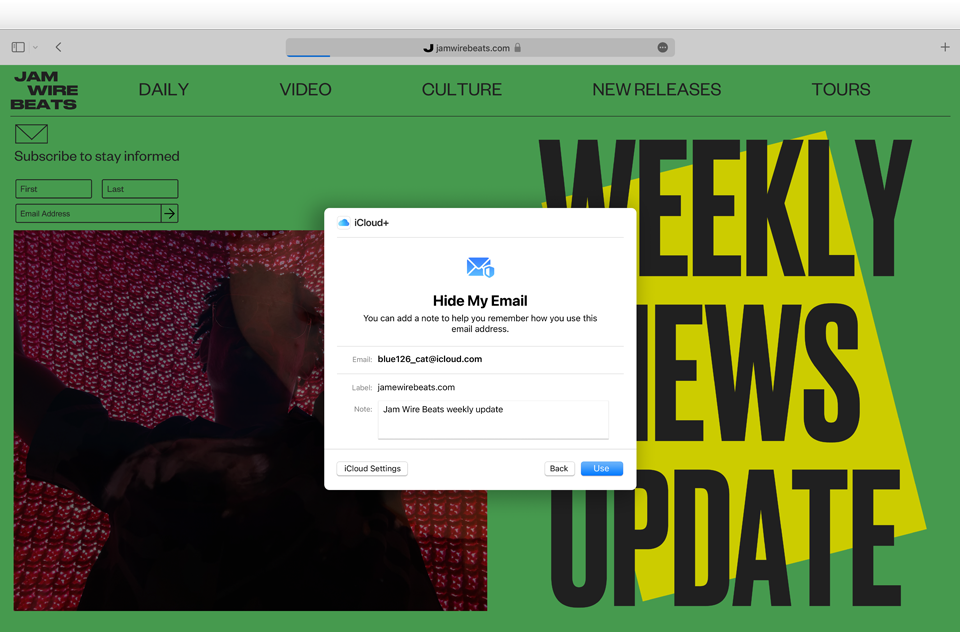 jamwirebeats.com
JAM
WIRE
BEATS
DAILY
VIDEO
CULTURE
NEW RELEASES
TOURS
Subscribe to stay informed
First
Last
Email Address
WEEKLY
NEWS
UPDATE
iCloud+
Hide My Email
You can add a note to help you remember how you use this
email address.
Email: blue126_cat@icloud.com
Label: jamewirebeats.com
Note: Jam Wire Beats weekly update
iCloud Settings
Back
Use